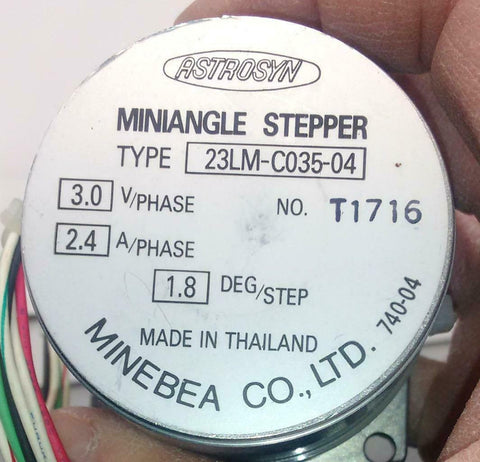 ASTROSYN
MINIANGLE STEPPER
TYPE 23LM-C035-04
3.0 V/PHASE NO. T1716
2.4 A/PHASE
1.8 DEG/STEP
MADE IN THAILAND
MINEBEA CO., LTD. 740-04